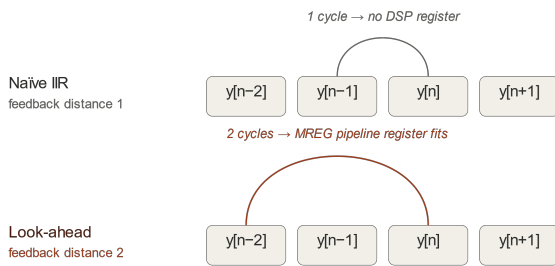 1 cycle → no DSP register
Naïve IIR
feedback distance 1
y[n−2] y[n−1] y[n] y[n+1]
2 cycles → MREG pipeline register fits
Look-ahead
feedback distance 2
y[n−2] y[n−1] y[n] y[n+1]